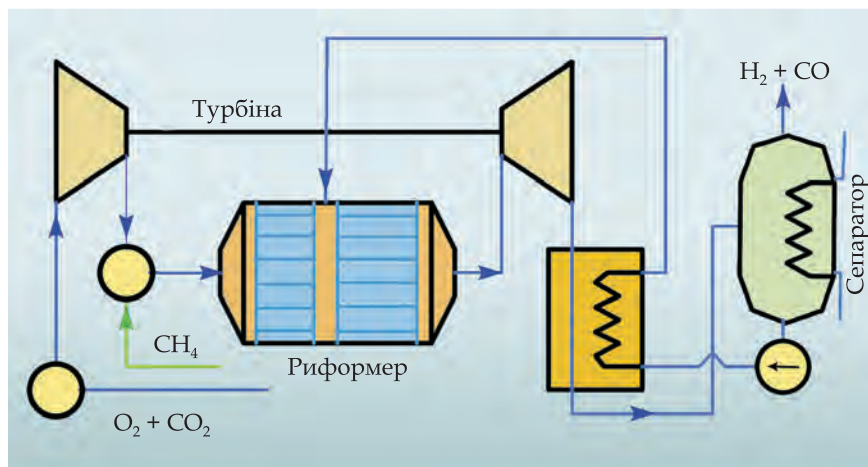 H₂ + CO
Турбіна
Сепаратор
CH₄
Риформер
O₂ + CO₂